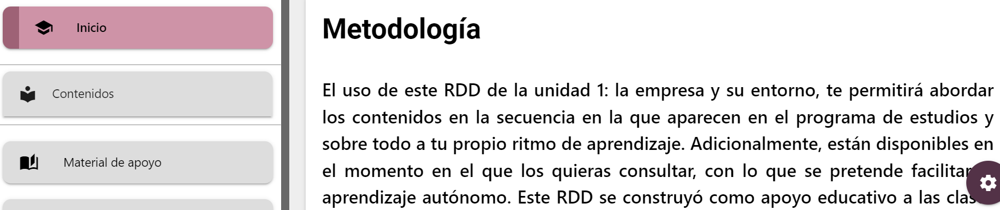 Inicio
Contenidos
Material de apoyo
Metodología
El uso de este RDD de la unidad 1: la empresa y su entorno, te permitirá abordar
los contenidos en la secuencia en la que aparecen en el programa de estudios y
sobre todo a tu propio ritmo de aprendizaje. Adicionalmente, están disponibles en
el momento en el que los quieras consultar, con lo que se pretende facilitar
aprendizaje autónomo. Este RDD se construyó como apoyo educativo a las